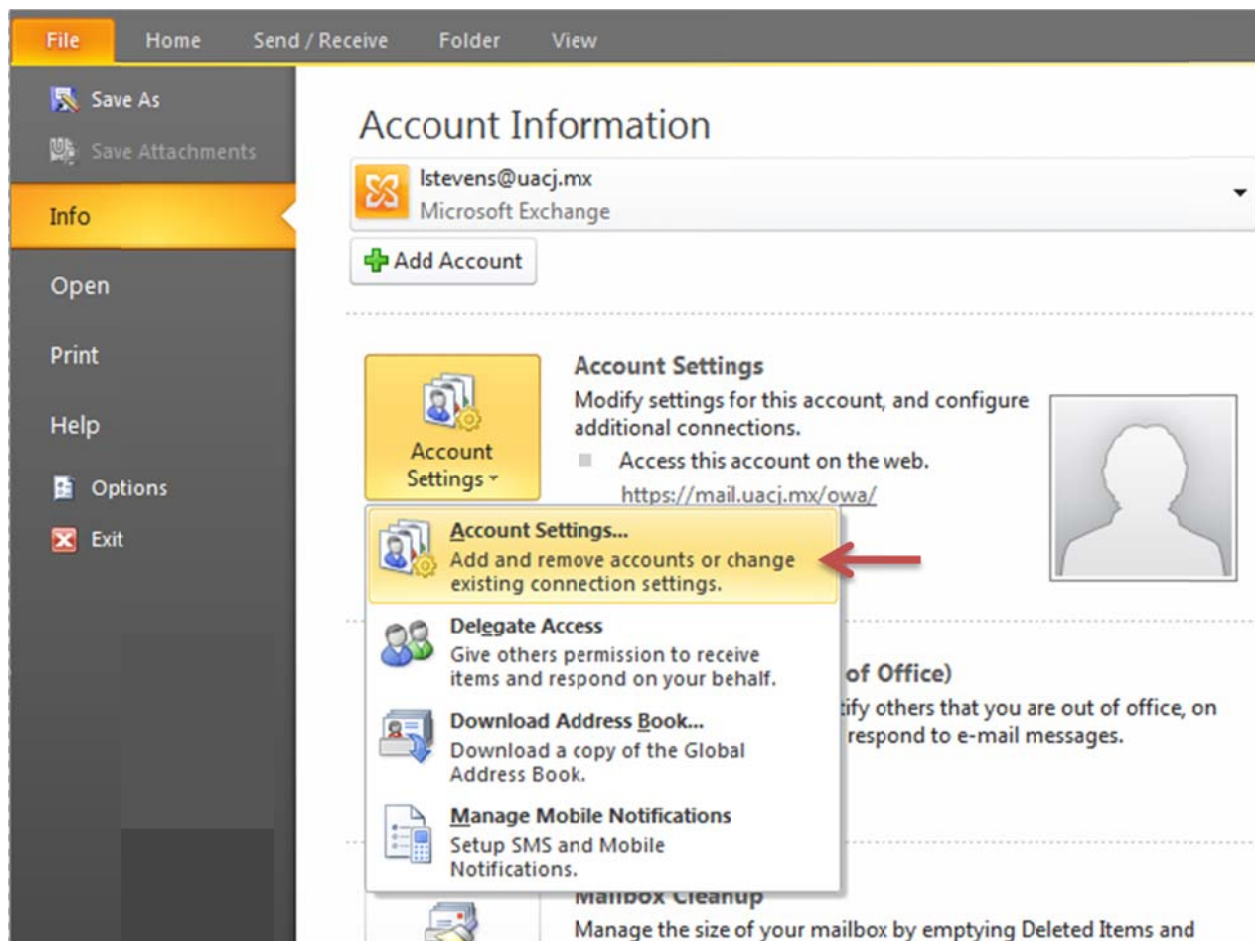 File Home Send / Receive Folder View
Save As
Save Attachments
Info
Open
Print
Help
Options
Exit
Account Information
lstevens@uacj.mx
Microsoft Exchange
Add Account
Account Settings
Account Settings
Modify settings for this account, and configure
additional connections.
Access this account on the web.
https://mail.uacj.mx/owa/
Account Settings...
Add and remove accounts or change
existing connection settings.
Delegate Access
Give others permission to receive
items and respond on your behalf.
Download Address Book...
Download a copy of the Global
Address Book.
Manage Mobile Notifications
Setup SMS and Mobile
Notifications.
of Office)
tify others that you are out of office, on
respond to e-mail messages.
Mailbox Cleanup
Manage the size of your mailbox by emptying Deleted Items and